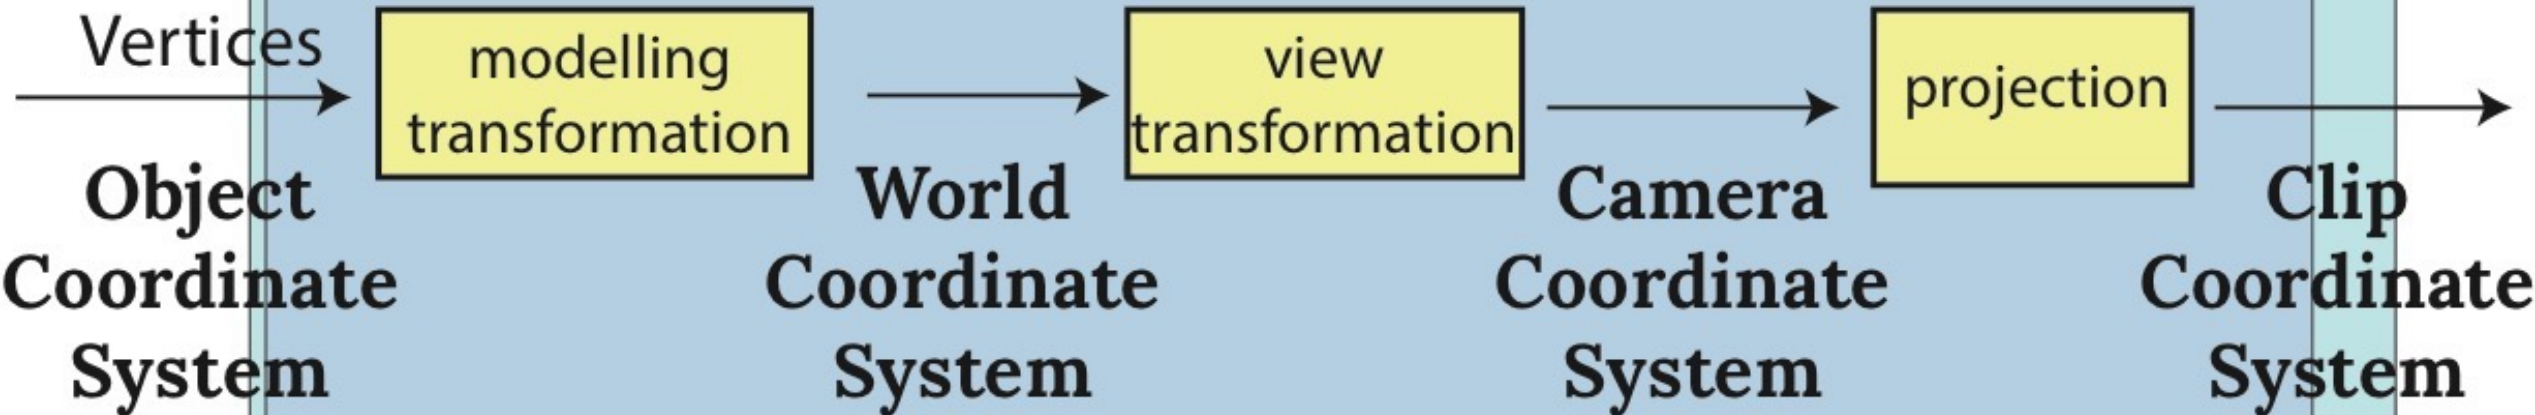 Vertices
modelling
transformation
view
transformation
projection
Object
Coordinate
System
World
Coordinate
System
Camera
Coordinate
System
Clip
Coordinate
System